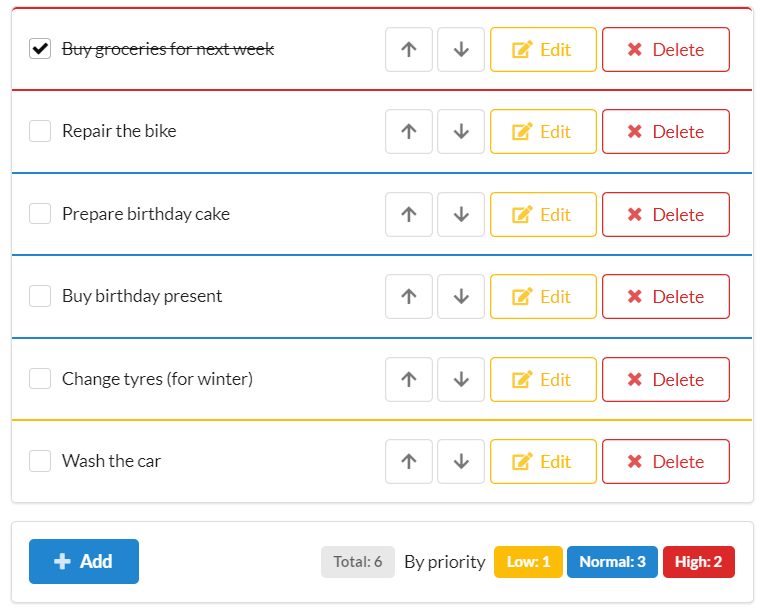 Buy groceries for next week Edit Delete
Repair the bike Edit Delete
Prepare birthday cake Edit Delete
Buy birthday present Edit Delete
Change tyres (for winter) Edit Delete
Wash the car Edit Delete
Add Total: 6 By priority Low: 1 Normal: 3 High: 2